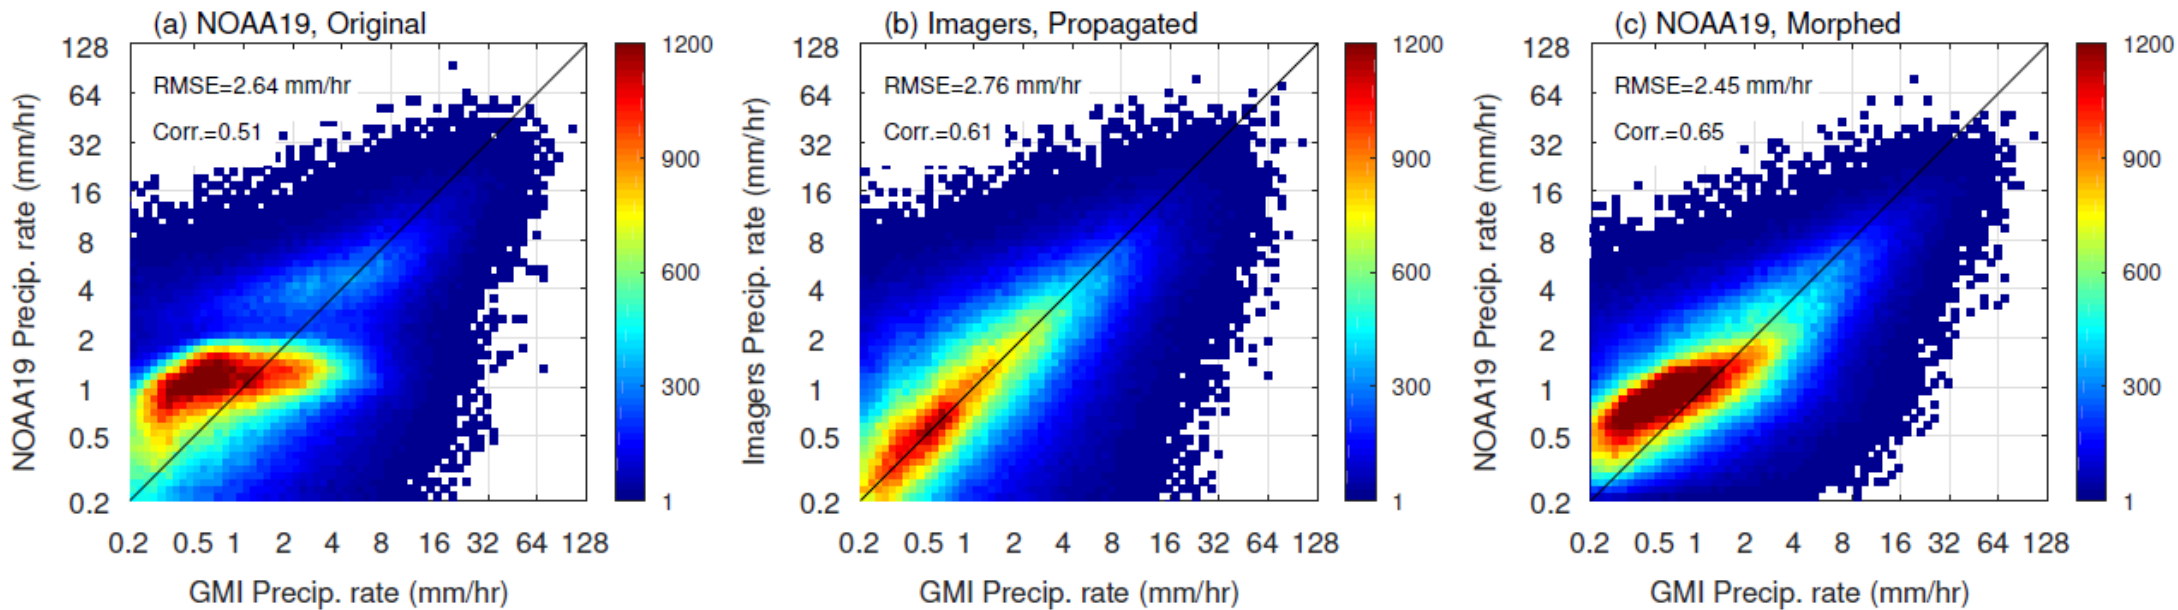 (a) NOAA19, Original
RMSE=2.64 mm/hr
Corr.=0.51
NOAA19 Precip. rate (mm/hr)
128
64
32
16
8
4
2
1
0.5
0.2
0.2 0.5 1 2 4 8 16 32 64 128
GMI Precip. rate (mm/hr)
1200
900
600
300
1
(b) Imagers, Propagated
RMSE=2.76 mm/hr
Corr.=0.61
Imagers Precip. rate (mm/hr)
128
64
32
16
8
4
2
1
0.5
0.2
0.2 0.5 1 2 4 8 16 32 64 128
GMI Precip. rate (mm/hr)
1200
900
600
300
1
(c) NOAA19, Morphed
RMSE=2.45 mm/hr
Corr.=0.65
NOAA19 Precip. rate (mm/hr)
128
64
32
16
8
4
2
1
0.5
0.2
0.2 0.5 1 2 4 8 16 32 64 128
GMI Precip. rate (mm/hr)
1200
900
600
300
1